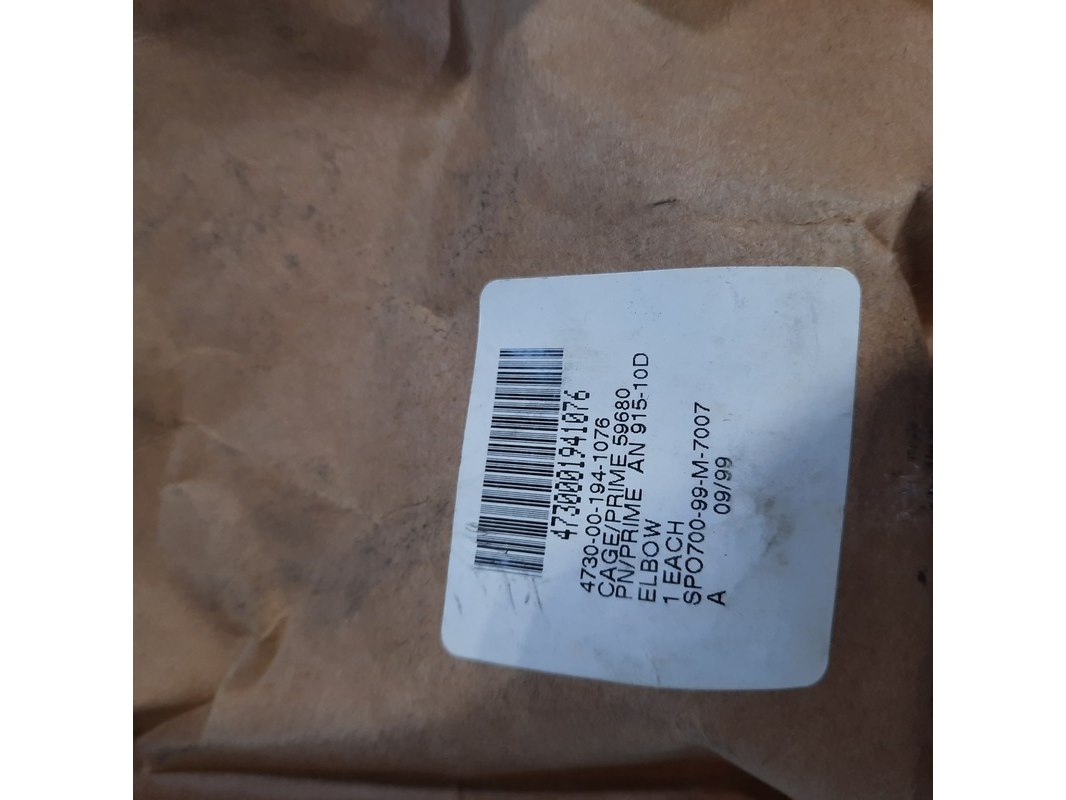 4730001941076
4730-00-194-1076
CAGE/PRIME 59680
PN/PRIME AN 915-10D
ELBOW
1 EACH
SPO700-99-M-7007
A 09/99